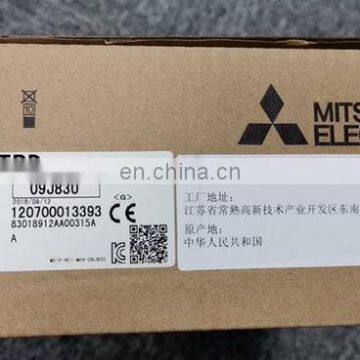 MITS
ELEC
09J830
2018/09/12
120700013393
<G>
83018912AA00315A
A
工厂地址:
江苏省常熟高新技术产业开发区东南
原产地:
中华人民共和国
china.cn